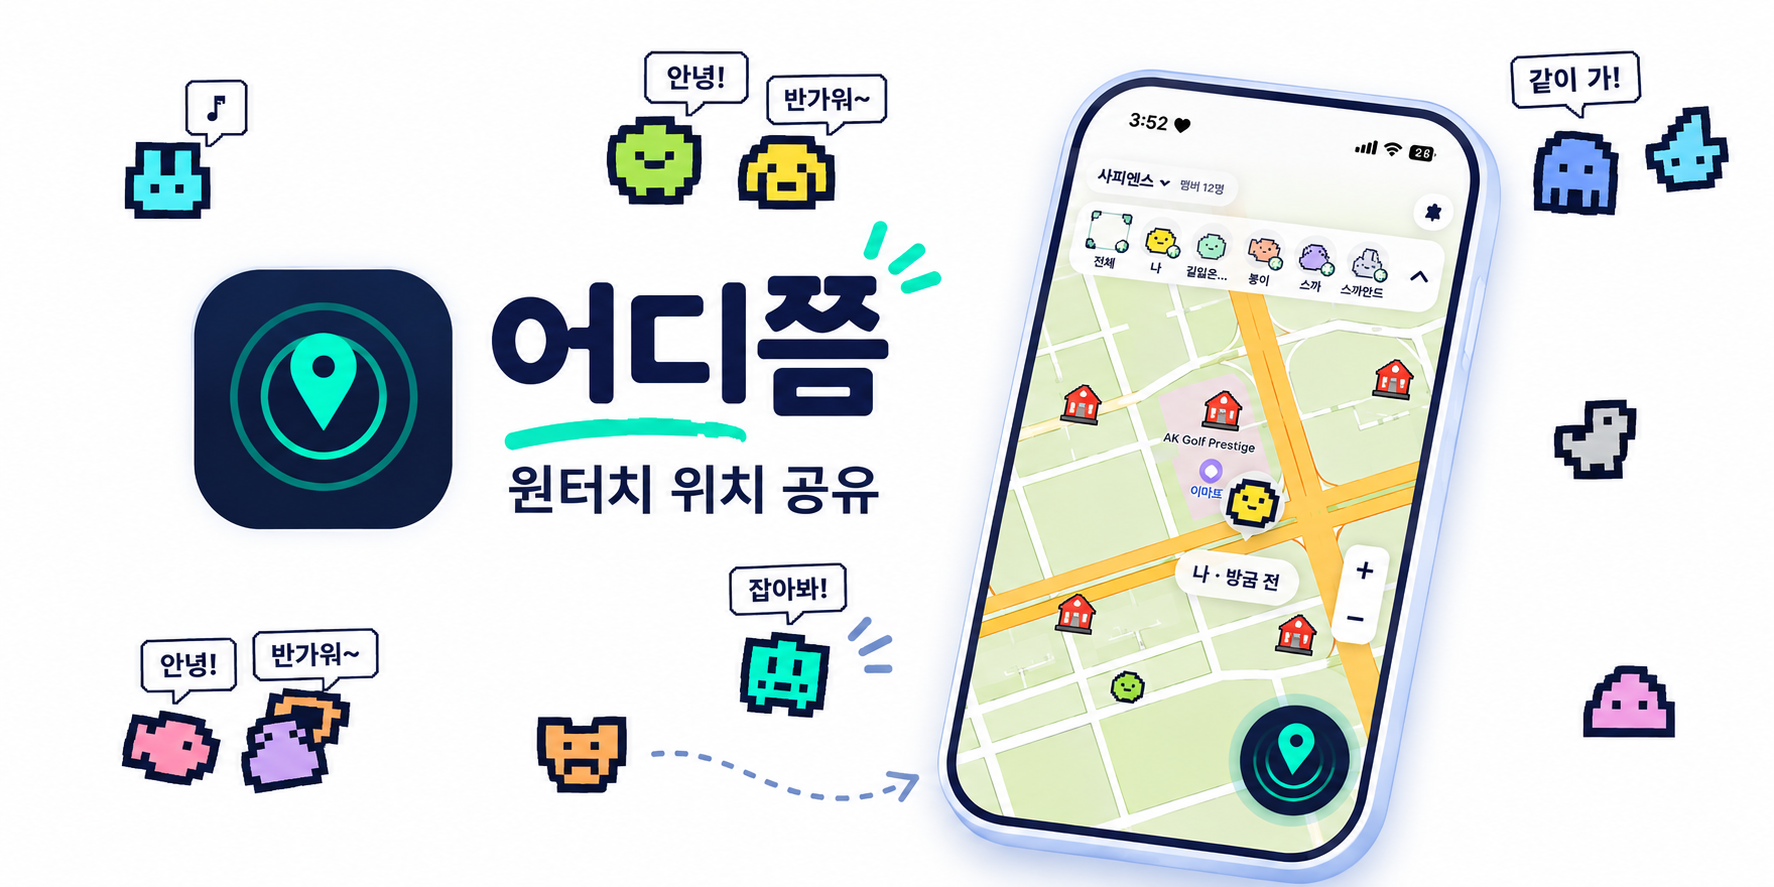 안녕!
반가워~
같이 가!
어디쯤
원터치 위치 공유
잡아봐!
안녕!
반가워~
3:52
26
사피엔스
멤버 12명
전체
나
길잃은...
붕이
스까
스까안드
AK Golf Prestige
이마뜨
나 · 방금 전
+
−